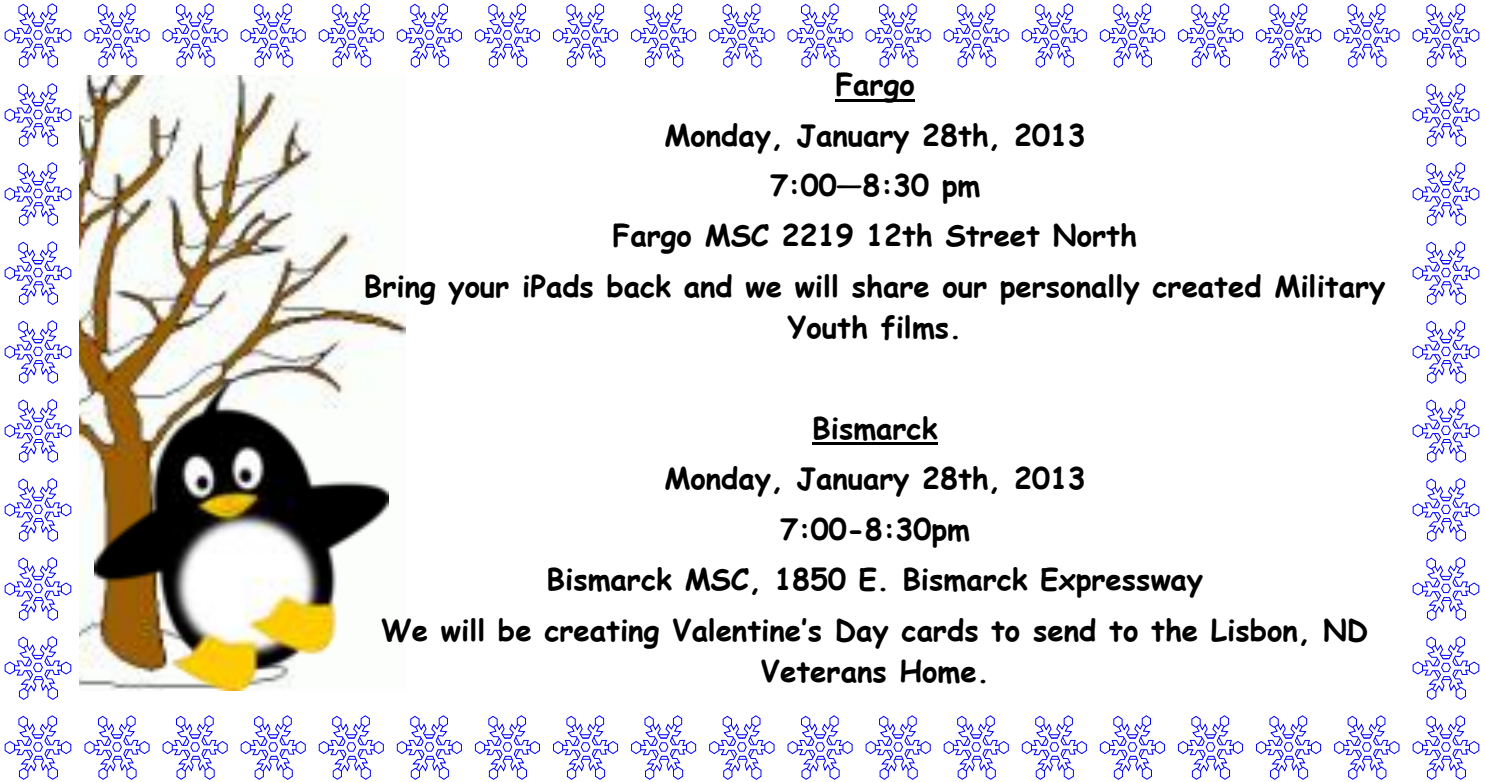 Fargo
Monday, January 28th, 2013
7:00—8:30 pm
Fargo MSC 2219 12th Street North
Bring your iPads back and we will share our personally created Military
Youth films.
Bismarck
Monday, January 28th, 2013
7:00-8:30pm
Bismarck MSC, 1850 E. Bismarck Expressway
We will be creating Valentine’s Day cards to send to the Lisbon, ND
Veterans Home.